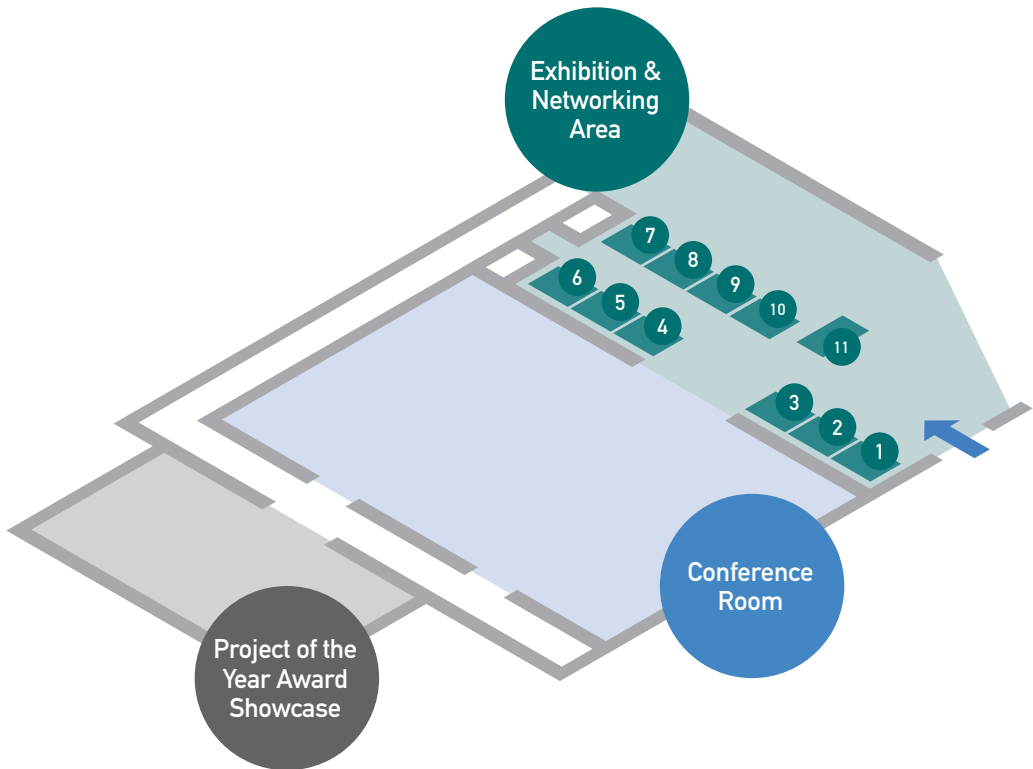 Exhibition &
Networking
Area
7
8
9
10
11
6
5
4
3
2
1
Conference
Room
Project of the
Year Award
Showcase